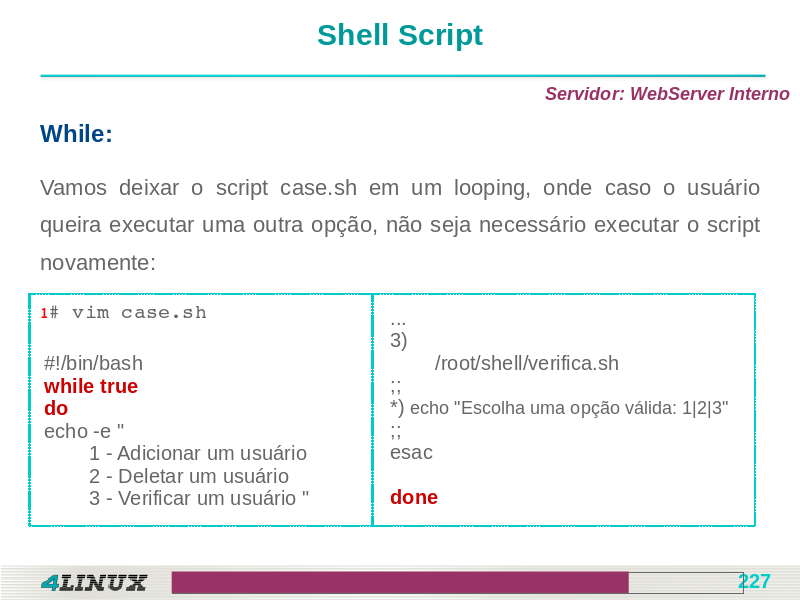 Shell Script
Servidor: WebServer Interno
While:
Vamos deixar o script case.sh em um looping, onde caso o usuário
queira executar uma outra opção, não seja necessário executar o script
novamente:
1# vim case.sh
#!/bin/bash
while true
do
echo -e "
1 - Adicionar um usuário
2 - Deletar um usuário
3 - Verificar um usuário "
...
3)
/root/shell/verifica.sh
;;
*) echo "Escolha uma opção válida: 1|2|3"
;;
esac
done
4LINUX
227